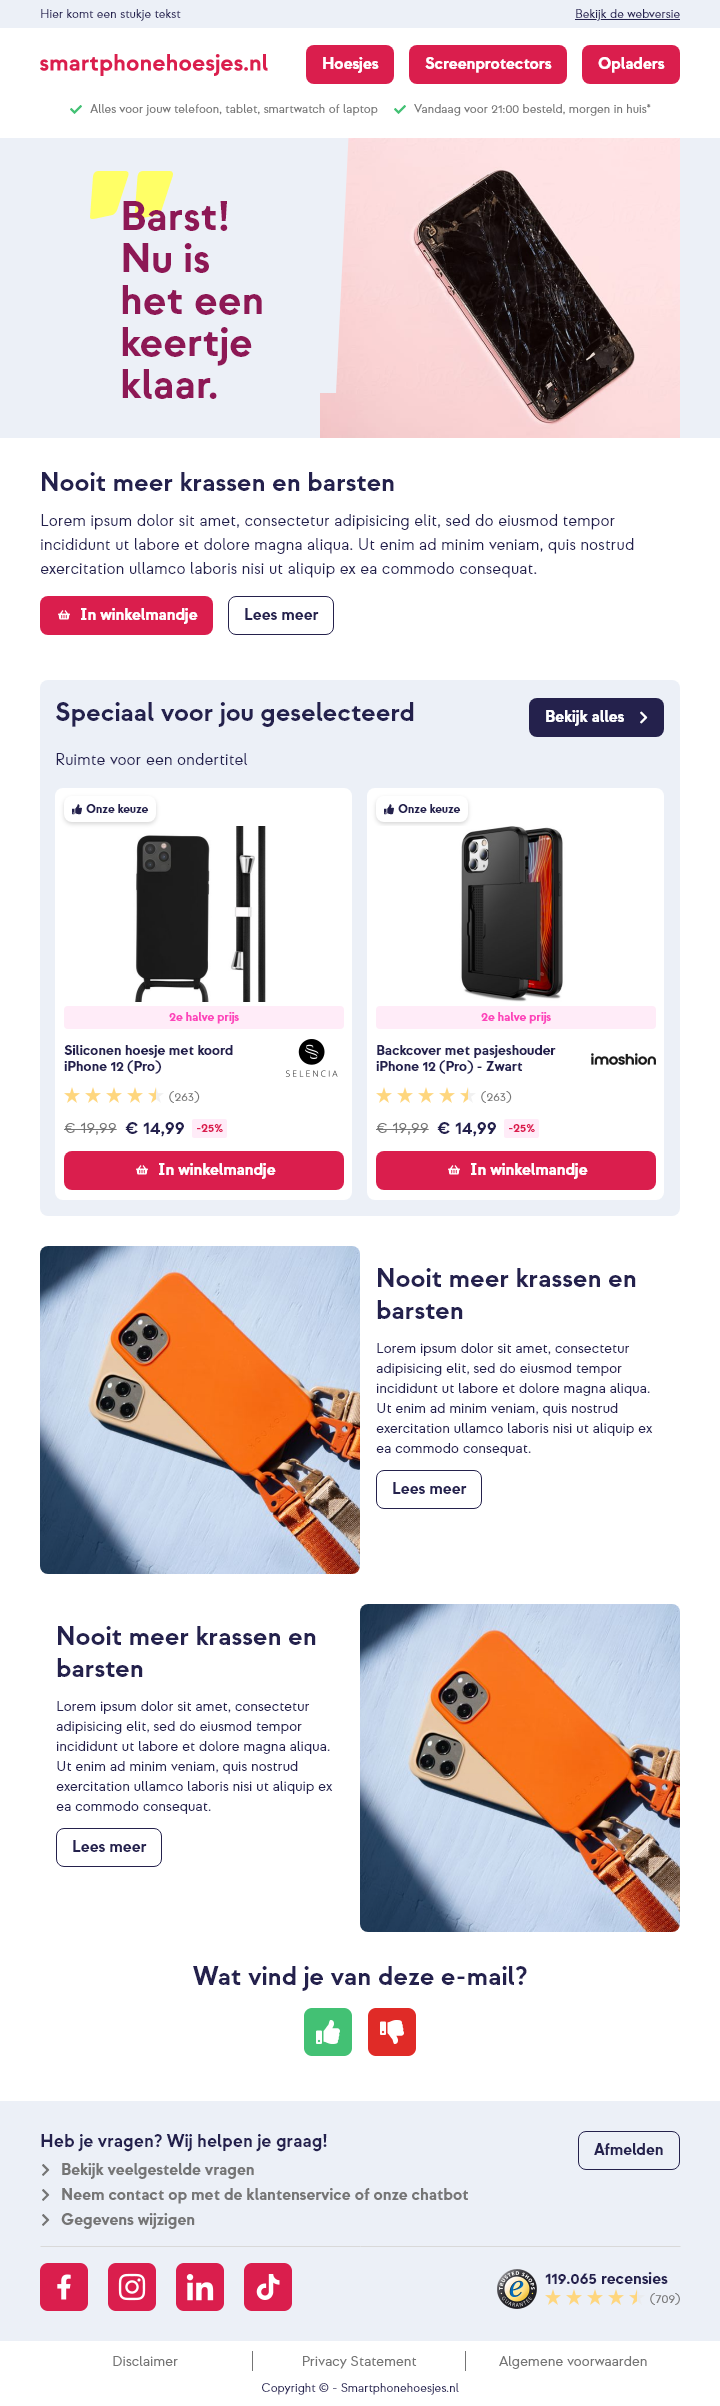 Hier komt een stukje tekst
Bekijk de webversie
smartphonehoesjes.nl
Hoesjes
Screenprotectors
Opladers
Alles voor jouw telefoon, tablet, smartwatch of laptop
Vandaag voor 21:00 besteld, morgen in huis*
Barst!
Nu is
het een
keertje
klaar.
Nooit meer krassen en barsten
Lorem ipsum dolor sit amet, consectetur adipisicing elit, sed do eiusmod tempor
incididunt ut labore et dolore magna aliqua. Ut enim ad minim veniam, quis nostrud
exercitation ullamco laboris nisi ut aliquip ex ea commodo consequat.
In winkelmandje
Lees meer
Speciaal voor jou geselecteerd
Bekijk alles
Ruimte voor een ondertitel
Onze keuze
2e halve prijs
Siliconen hoesje met koord
iPhone 12 (Pro)
SELENCIA
(263)
€ 19,99 € 14,99 -25%
In winkelmandje
Onze keuze
2e halve prijs
Backcover met pasjeshouder
iPhone 12 (Pro) - Zwart
imoshion
(263)
€ 19,99 € 14,99 -25%
In winkelmandje
Nooit meer krassen en
barsten
Lorem ipsum dolor sit amet, consectetur
adipisicing elit, sed do eiusmod tempor
incididunt ut labore et dolore magna aliqua.
Ut enim ad minim veniam, quis nostrud
exercitation ullamco laboris nisi ut aliquip ex
ea commodo consequat.
Lees meer
Nooit meer krassen en
barsten
Lorem ipsum dolor sit amet, consectetur
adipisicing elit, sed do eiusmod tempor
incididunt ut labore et dolore magna aliqua.
Ut enim ad minim veniam, quis nostrud
exercitation ullamco laboris nisi ut aliquip ex
ea commodo consequat.
Lees meer
Wat vind je van deze e-mail?
Heb je vragen? Wij helpen je graag!
Afmelden
Bekijk veelgestelde vragen
Neem contact op met de klantenservice of onze chatbot
Gegevens wijzigen
f
in
TRUSTED SHOPS
e
GUARANTEE
119.065 recensies
(709)
Disclaimer
Privacy Statement
Algemene voorwaarden
Copyright © - Smartphonehoesjes.nl